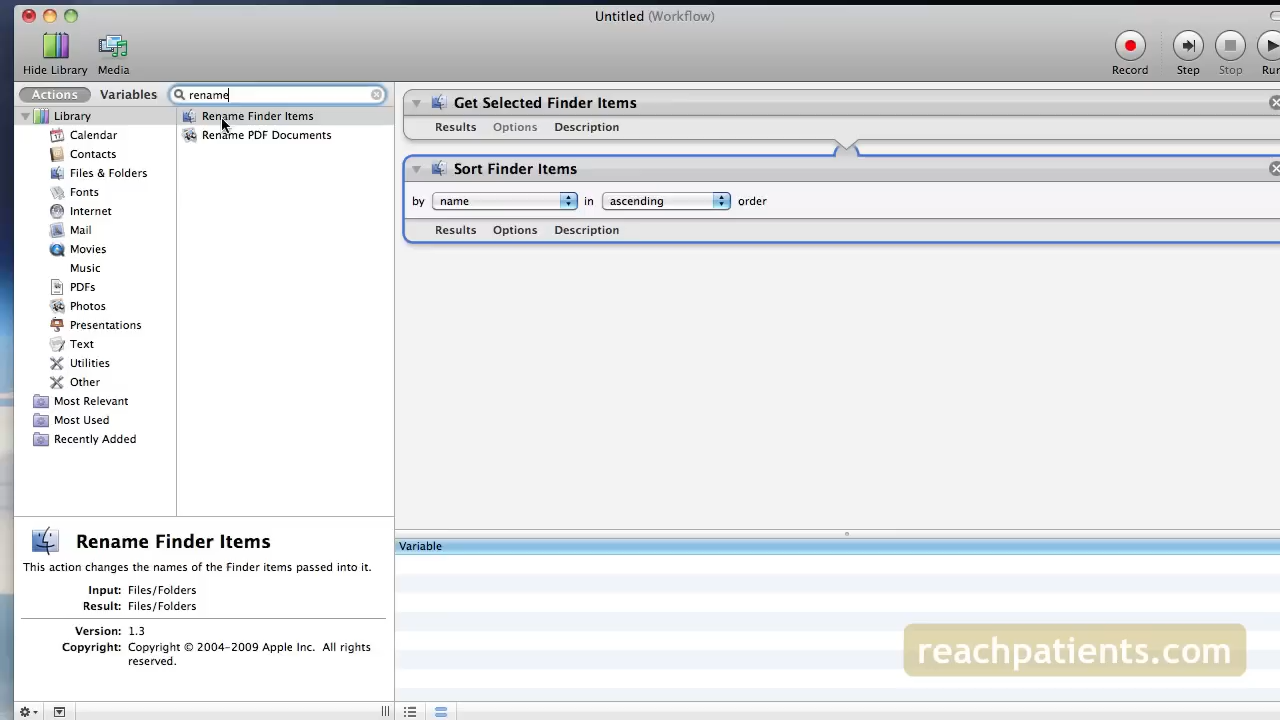 Untitled (Workflow)
Hide Library
Media
Record
Step
Stop
Run
Actions
Variables
rename
Library
Calendar
Contacts
Files & Folders
Fonts
Internet
Mail
Movies
Music
PDFs
Photos
Presentations
Text
Utilities
Other
Most Relevant
Most Used
Recently Added
Rename Finder Items
Rename PDF Documents
Get Selected Finder Items
Results Options Description
Sort Finder Items
by name in ascending order
Results Options Description
Rename Finder Items
This action changes the names of the Finder items passed into it.
Input: Files/Folders
Result: Files/Folders
Version: 1.3
Copyright: Copyright © 2004-2009 Apple Inc. All rights
reserved.
Variable
reachpatients.com